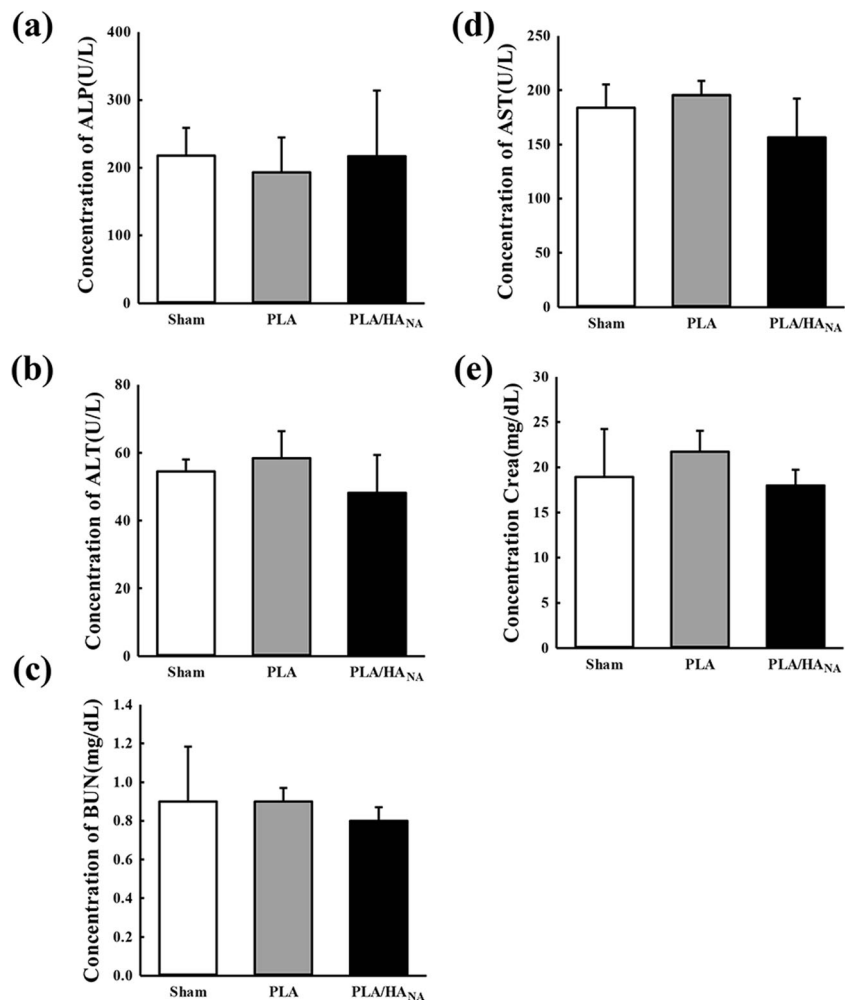 (a)
Concentration of ALP(U/L)
400
300
200
100
0
Sham PLA PLA/HANA
(b)
Concentration of ALT(U/L)
80
60
40
20
0
Sham PLA PLA/HANA
(c)
Concentration of BUN(mg/dL)
1.4
1.2
1.0
0.8
0.6
0.4
0.2
0.0
Sham PLA PLA/HANA
(d)
Concentration of AST(U/L)
250
200
150
100
50
0
Sham PLA PLA/HANA
(e)
Concentration Crea(mg/dL)
30
25
20
15
10
5
0
Sham PLA PLA/HANA